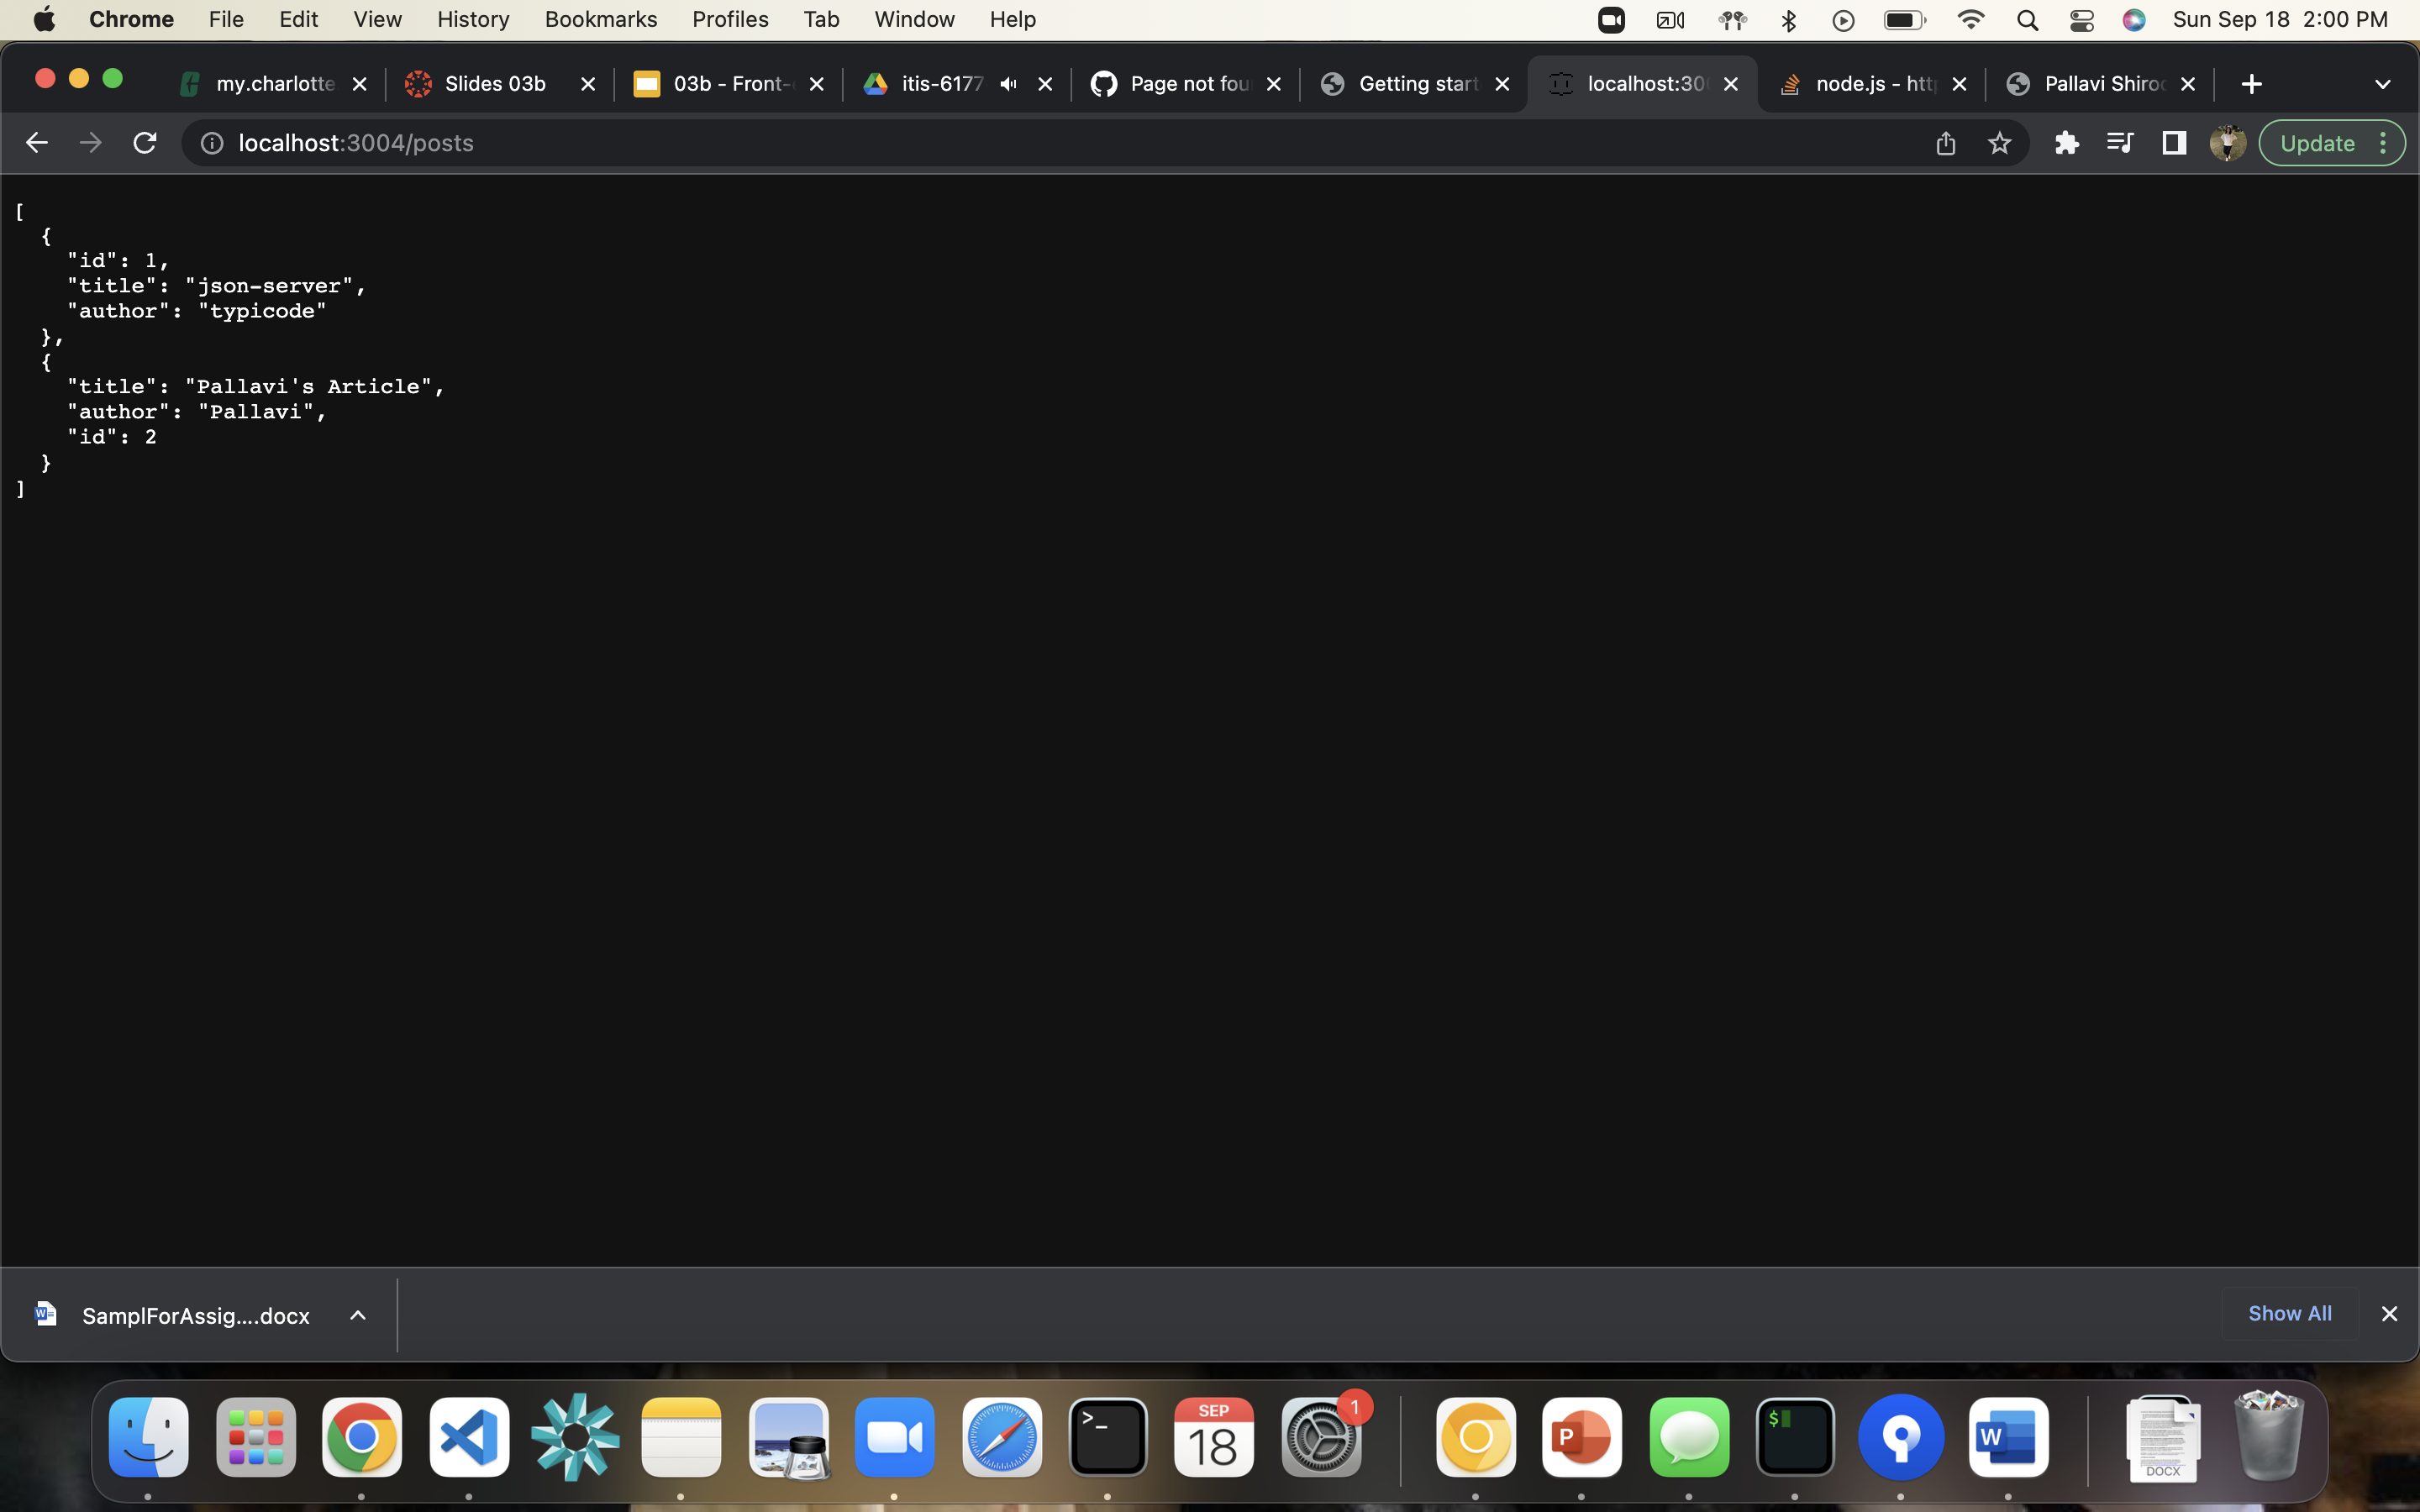 Chrome File Edit View History Bookmarks Profiles Tab Window Help Sun Sep 18 2:00 PM
my.charlotte Slides 03b 03b - Front- itis-6177 Page not fou Getting start localhost:30 node.js - htt Pallavi Shiro
localhost:3004/posts Update
[
{
"id": 1,
"title": "json-server",
"author": "typicode"
},
{
"title": "Pallavi's Article",
"author": "Pallavi",
"id": 2
}
]
SamplForAssig....docx Show All
SEP 1
18
>_
P
$
W
DOCX